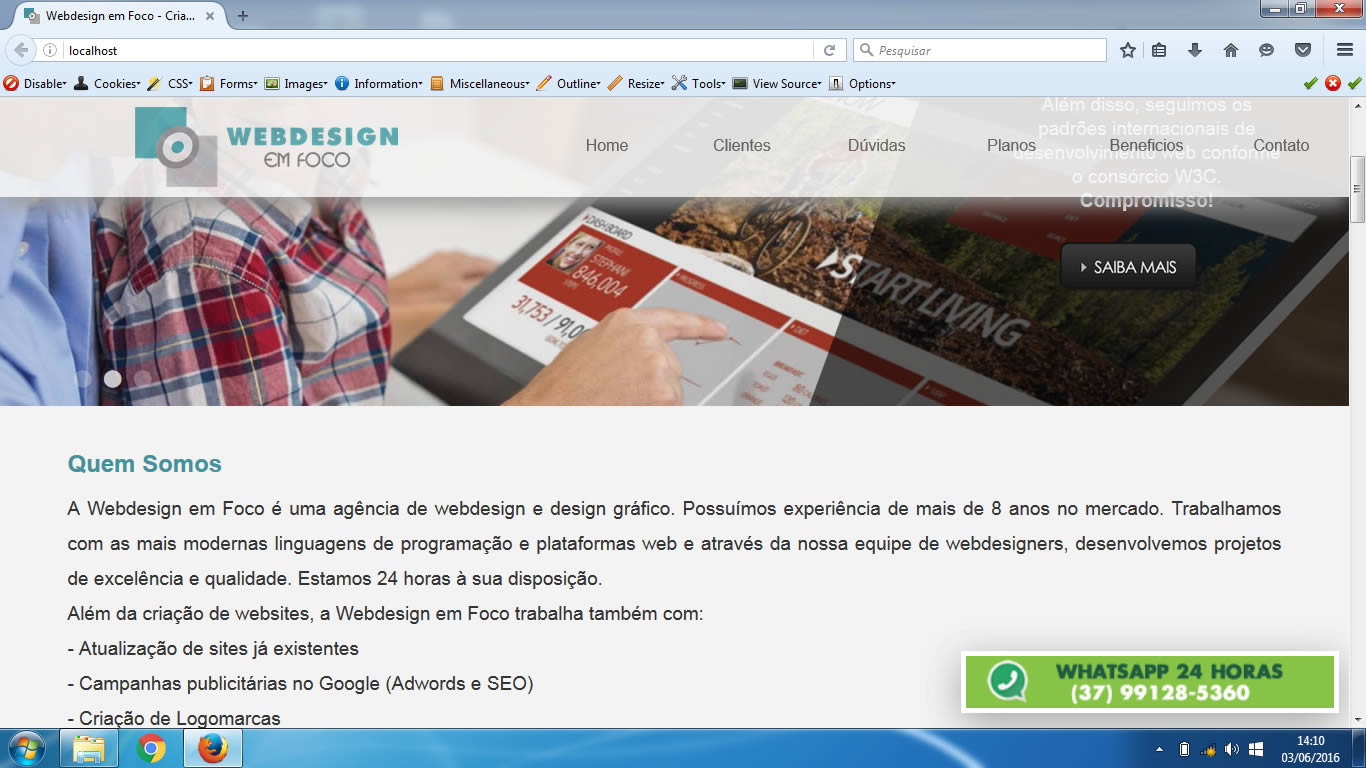 Webdesign em Foco - Cria...
localhost
Pesquisar
Disable Cookies CSS Forms Images Information Miscellaneous Outline Resize Tools View Source Options
WEBDESIGN
EM FOCO
Home Clientes Dúvidas Planos Benefícios Contato
Além disso, seguimos os
padrões internacionais de
desenvolvimento web conforme
o consórcio W3C.
Compromisso!
SAIBA MAIS
DASHBOARD
STEPHANI
846,004
31,753 / 91,0
PROGRESS
DIET
BREAKFAST
START LIVING
Quem Somos
A Webdesign em Foco é uma agência de webdesign e design gráfico. Possuímos experiência de mais de 8 anos no mercado. Trabalhamos
com as mais modernas linguagens de programação e plataformas web e através da nossa equipe de webdesigners, desenvolvemos projetos
de excelência e qualidade. Estamos 24 horas à sua disposição.
Além da criação de websites, a Webdesign em Foco trabalha também com:
- Atualização de sites já existentes
- Campanhas publicitárias no Google (Adwords e SEO)
- Criação de Logomarcas
WHATSAPP 24 HORAS
(37) 99128-5360
14:10
03/06/2016